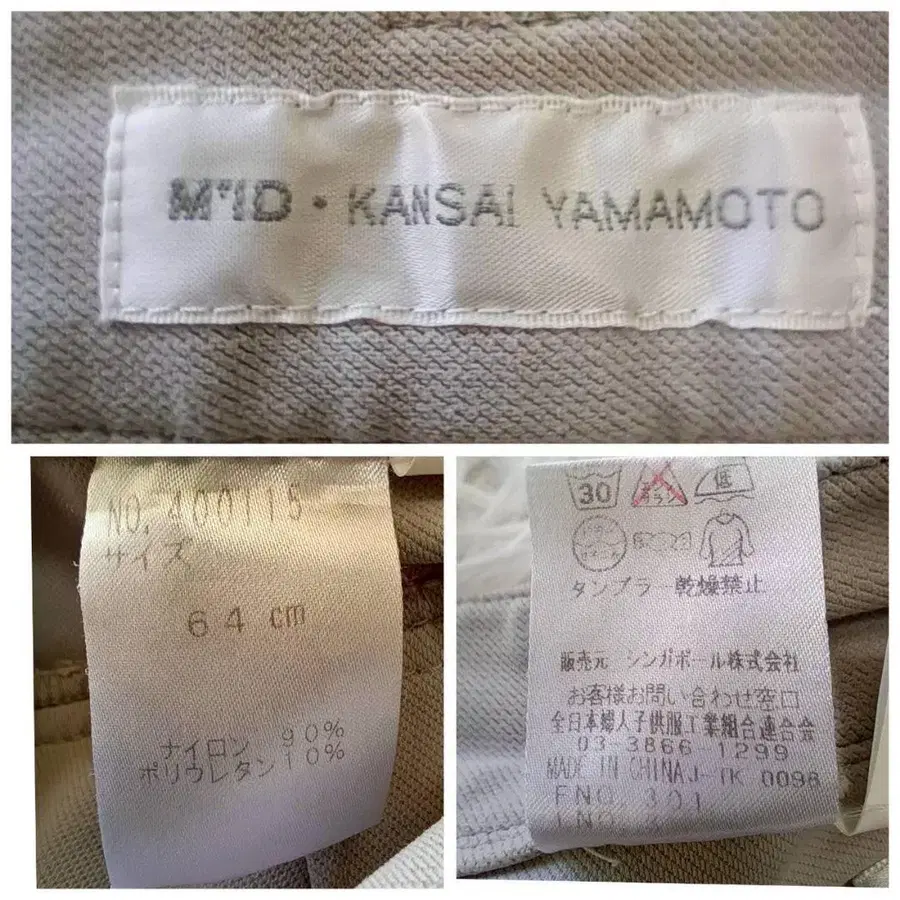 M'ID・KANSAI YAMAMOTO
NO. 400115
サイズ
64 cm
ナイロン 90%
ポリウレタン 10%
30
低
タンブラー乾燥禁止
販売元 シンガポール株式会社
お客様お問い合わせ窓口
全日本婦人子供服工業組合連合会
03-3866-1299
MADE IN CHINA J-TK 0098
FNO. 301